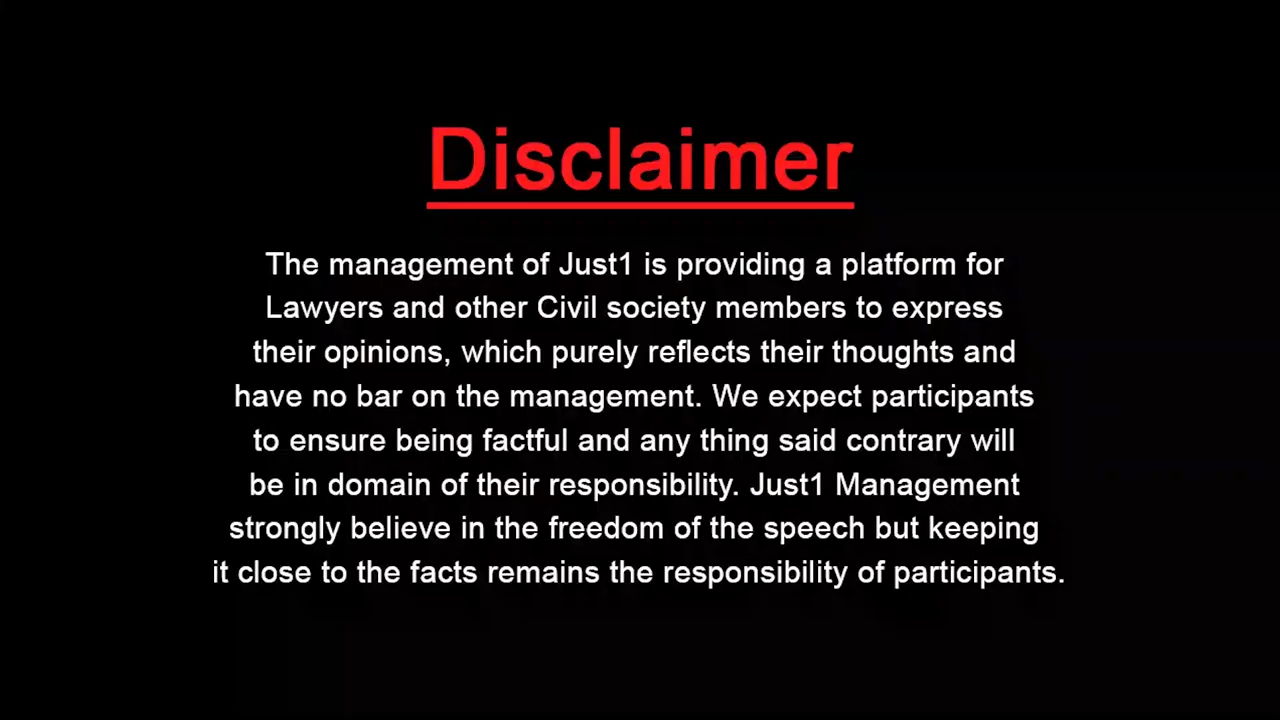 Disclaimer
The management of Just1 is providing a platform for
Lawyers and other Civil society members to express
their opinions, which purely reflects their thoughts and
have no bar on the management. We expect participants
to ensure being factful and any thing said contrary will
be in domain of their responsibility. Just1 Management
strongly believe in the freedom of the speech but keeping
it close to the facts remains the responsibility of participants.